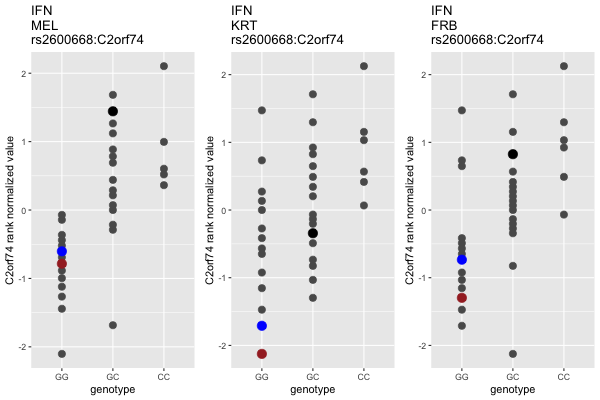 IFN
MEL
rs2600668:C2orf74
C2orf74 rank normalized value
2
1
0
-1
-2
GG
GC
CC
genotype
IFN
KRT
rs2600668:C2orf74
C2orf74 rank normalized value
2
1
0
-1
-2
GG
GC
CC
genotype
IFN
FRB
rs2600668:C2orf74
C2orf74 rank normalized value
2
1
0
-1
-2
GG
GC
CC
genotype